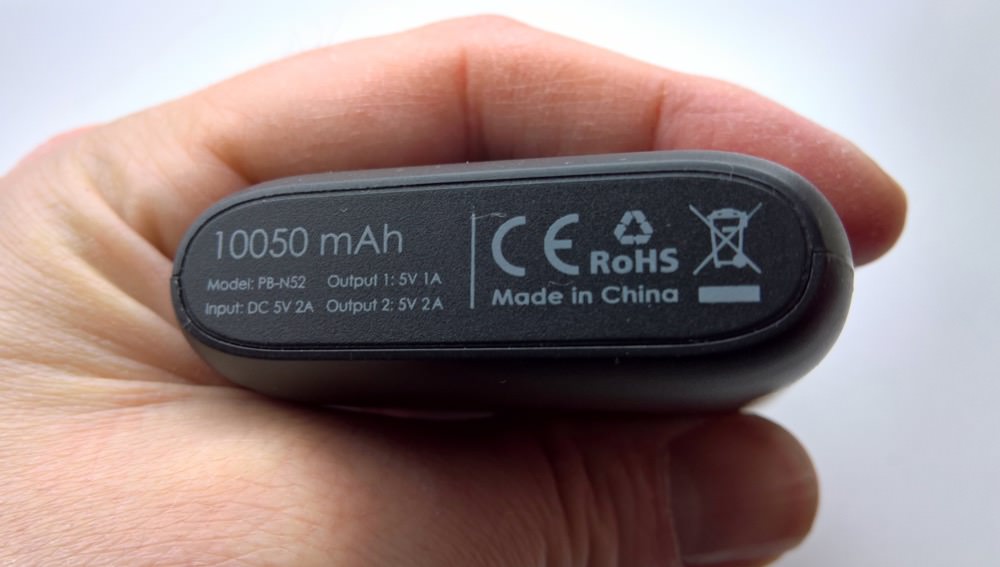 10050 mAh
Model: PB-N52 Output 1: 5V 1A
Input: DC 5V 2A Output 2: 5V 2A
CE RoHS
Made in China